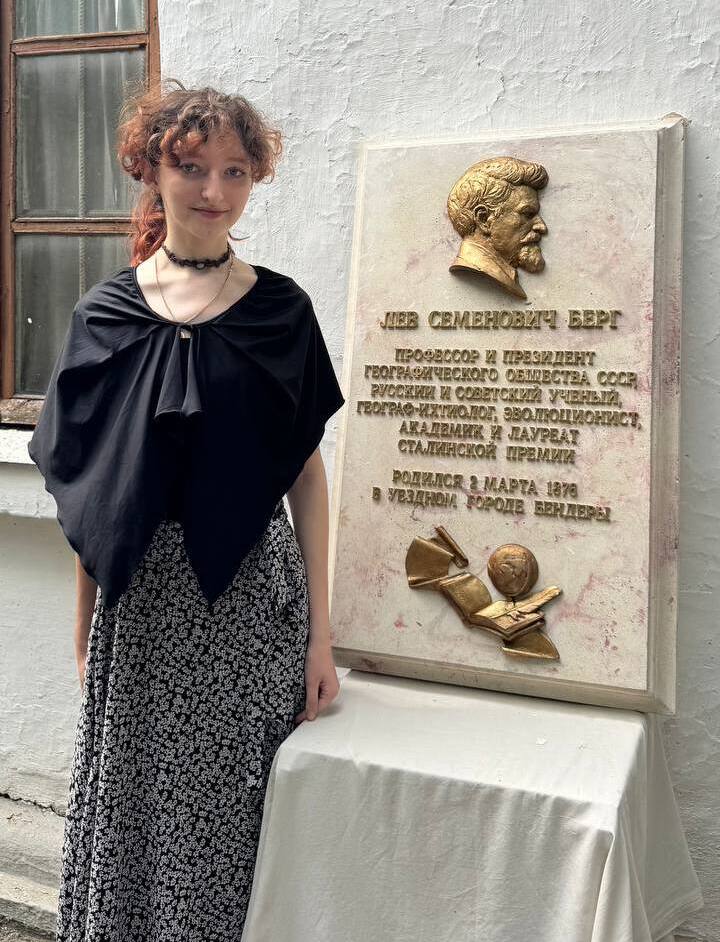 ЛЕВ СЕМЕНОВИЧ БЕРГ
ПРОФЕССОР И ПРЕЗИДЕНТ
ГЕОГРАФИЧЕСКОГО ОБЩЕСТВА СССР,
РУССКИЙ И СОВЕТСКИЙ УЧЕНЫЙ,
ГЕОГРАФ-ИХТИОЛОГ, ЭВОЛЮЦИОНИСТ,
АКАДЕМИК И ЛАУРЕАТ
СТАЛИНСКОЙ ПРЕМИИ
РОДИЛСЯ 2 МАРТА 1876
В УЕЗДНОМ ГОРОДЕ БЕНДЕРЫ